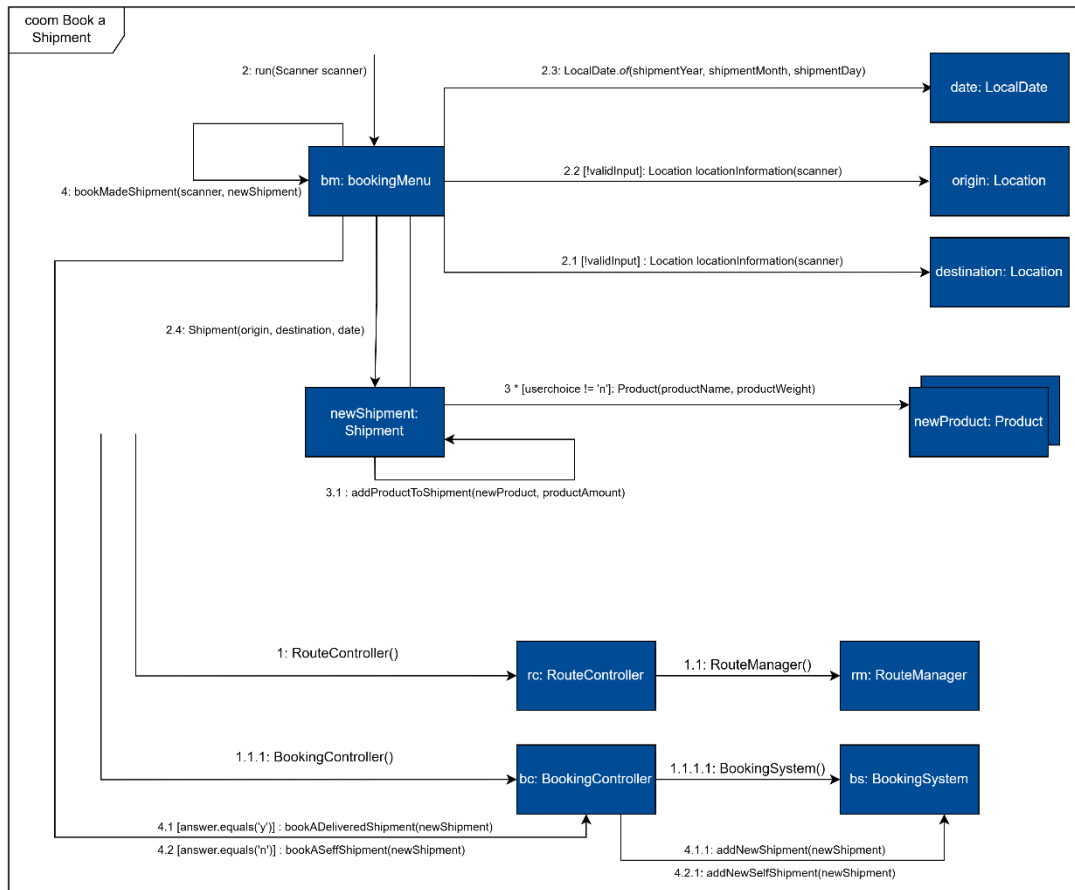 coom Book a
Shipment
2: run(Scanner scanner)
2.3: LocalDate.of(shipmentYear, shipmentMonth, shipmentDay)
date: LocalDate
4: bookMadeShipment(scanner, newShipment)
bm: bookingMenu
2.2 [!validInput]: Location locationInformation(scanner)
origin: Location
2.1 [!validInput] : Location locationInformation(scanner)
destination: Location
2.4: Shipment(origin, destination, date)
newShipment:
Shipment
3 * [userchoice != 'n']: Product(productName, productWeight)
newProduct: Product
3.1 : addProductToShipment(newProduct, productAmount)
1: RouteController()
rc: RouteController
1.1: RouteManager()
rm: RouteManager
1.1.1: BookingController()
bc: BookingController
1.1.1.1: BookingSystem()
bs: BookingSystem
4.1 [answer.equals('y')] : bookADeliveredShipment(newShipment)
4.2 [answer.equals('n')] : bookASeffShipment(newShipment)
4.1.1: addNewShipment(newShipment)
4.2.1: addNewSelfShipment(newShipment)